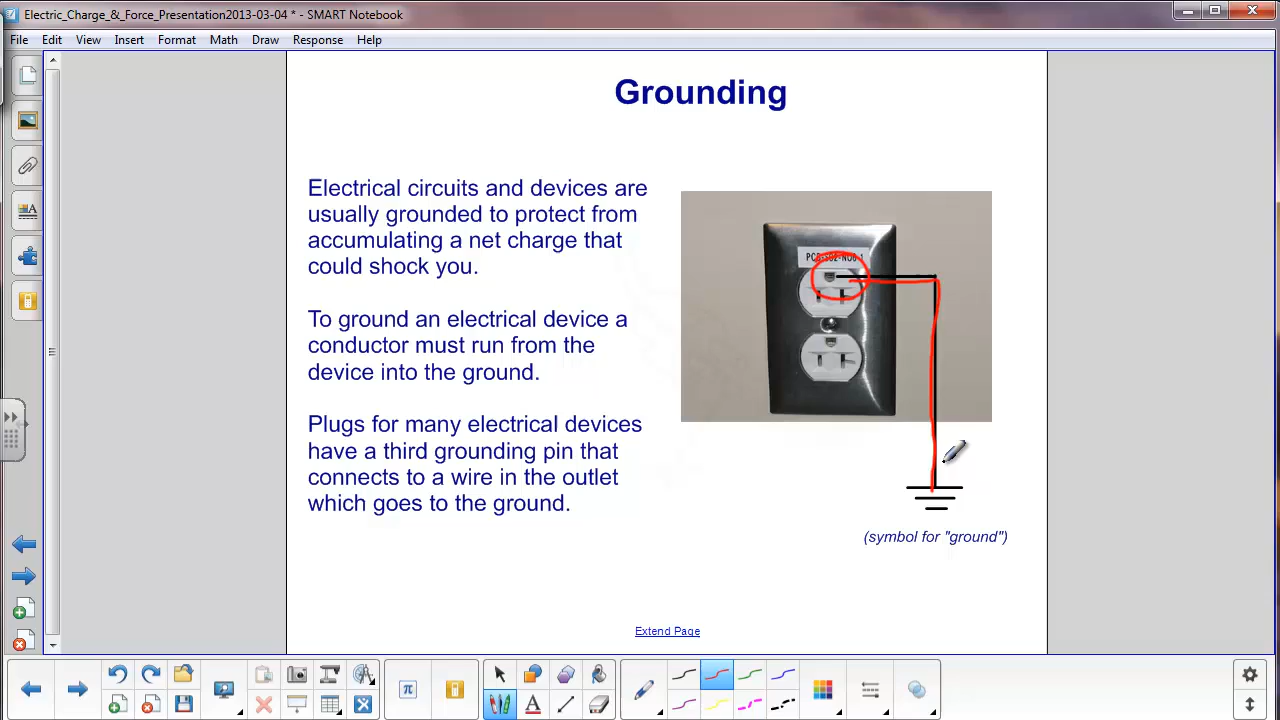 Electric_Charge_&_Force_Presentation2013-03-04 * - SMART Notebook
File Edit View Insert Format Math Draw Response Help
Grounding
Electrical circuits and devices are
usually grounded to protect from
accumulating a net charge that
could shock you.
To ground an electrical device a
conductor must run from the
device into the ground.
Plugs for many electrical devices
have a third grounding pin that
connects to a wire in the outlet
which goes to the ground.
(symbol for "ground")
Extend Page